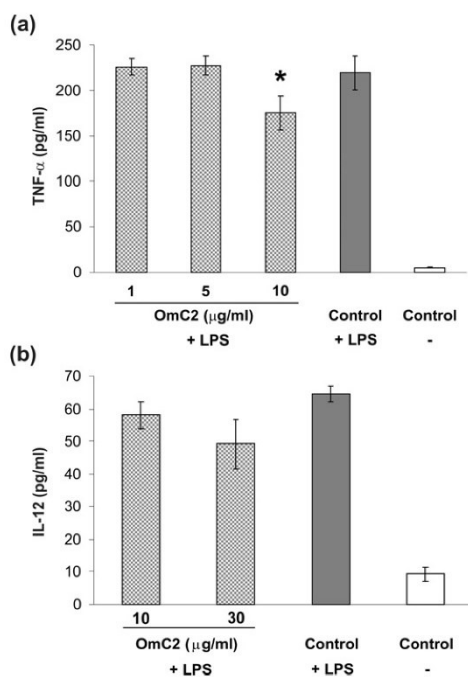 (a)
TNF-α (pg/ml)
250
200
150
100
50
0
*
1 5 10
OmC2 (μg/ml) Control Control
+ LPS + LPS -
(b)
IL-12 (pg/ml)
70
60
50
40
30
20
10
0
10 30
OmC2 (μg/ml) Control Control
+ LPS + LPS -